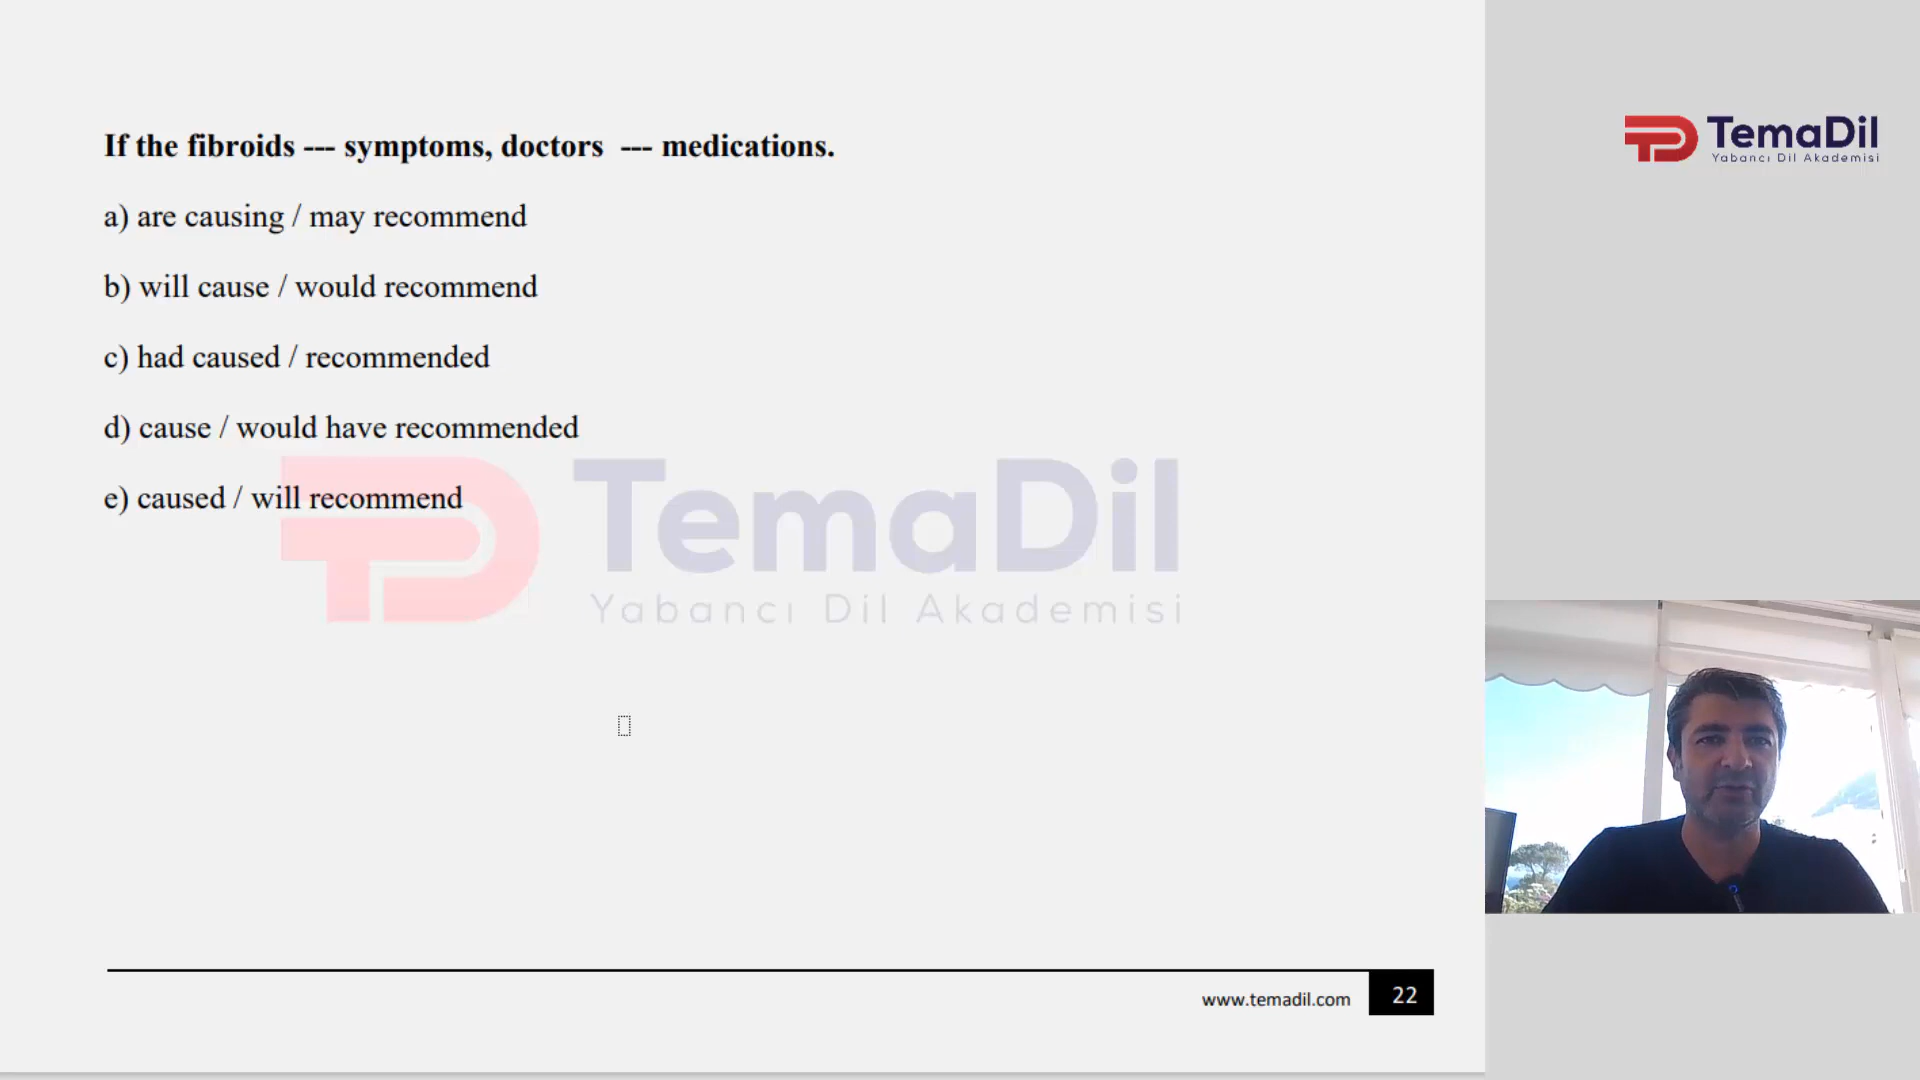 If the fibroids --- symptoms, doctors --- medications.
a) are causing / may recommend
b) will cause / would recommend
c) had caused / recommended
d) cause / would have recommended
e) caused / will recommend
TemaDil
Yabancı Dil Akademisi
www.temadil.com
22
TemaDil
Yabancı Dil Akademisi